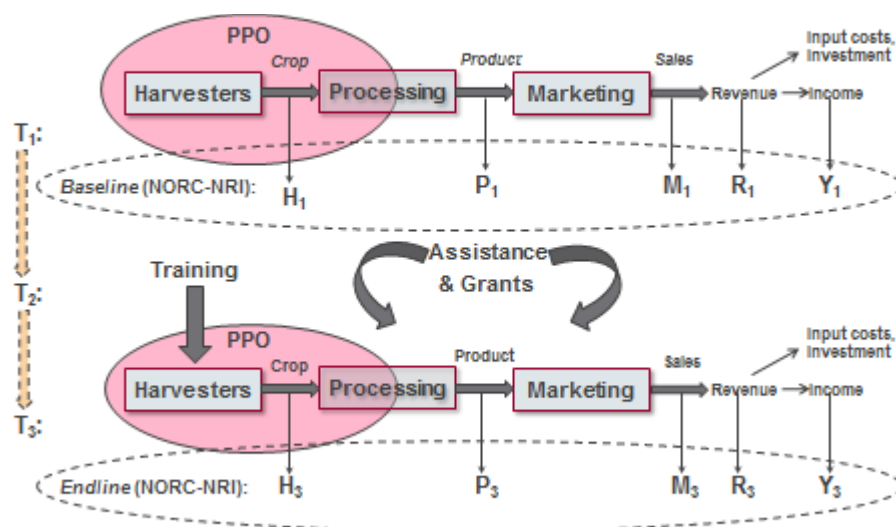 PPO
Input costs,
Investment
Crop
Product
Sales
Harvesters
Processing
Marketing
Revenue
Income
T1:
Baseline (NORC-NRI):
H1
P1
M1
R1
Y1
Training
Assistance
& Grants
T2:
PPO
Input costs,
Investment
Crop
Product
Sales
Harvesters
Processing
Marketing
Revenue
Income
T3:
Endline (NORC-NRI):
H3
P3
M3
R3
Y3